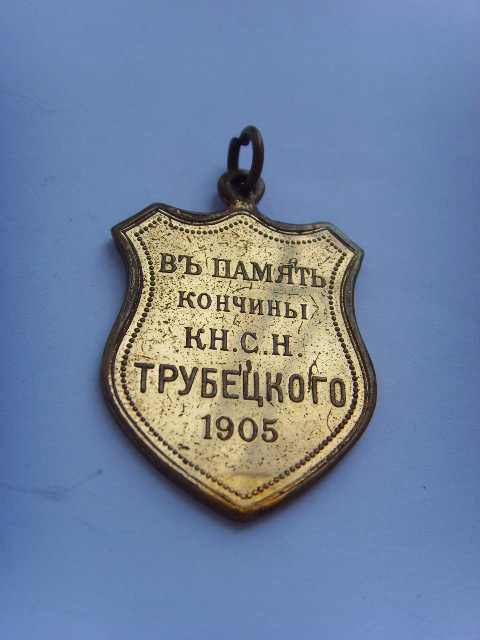 ВЪ ПАМЯТЬ
КОНЧИНЫ
КН.С.Н.
ТРУБЕЦКОГО
1905